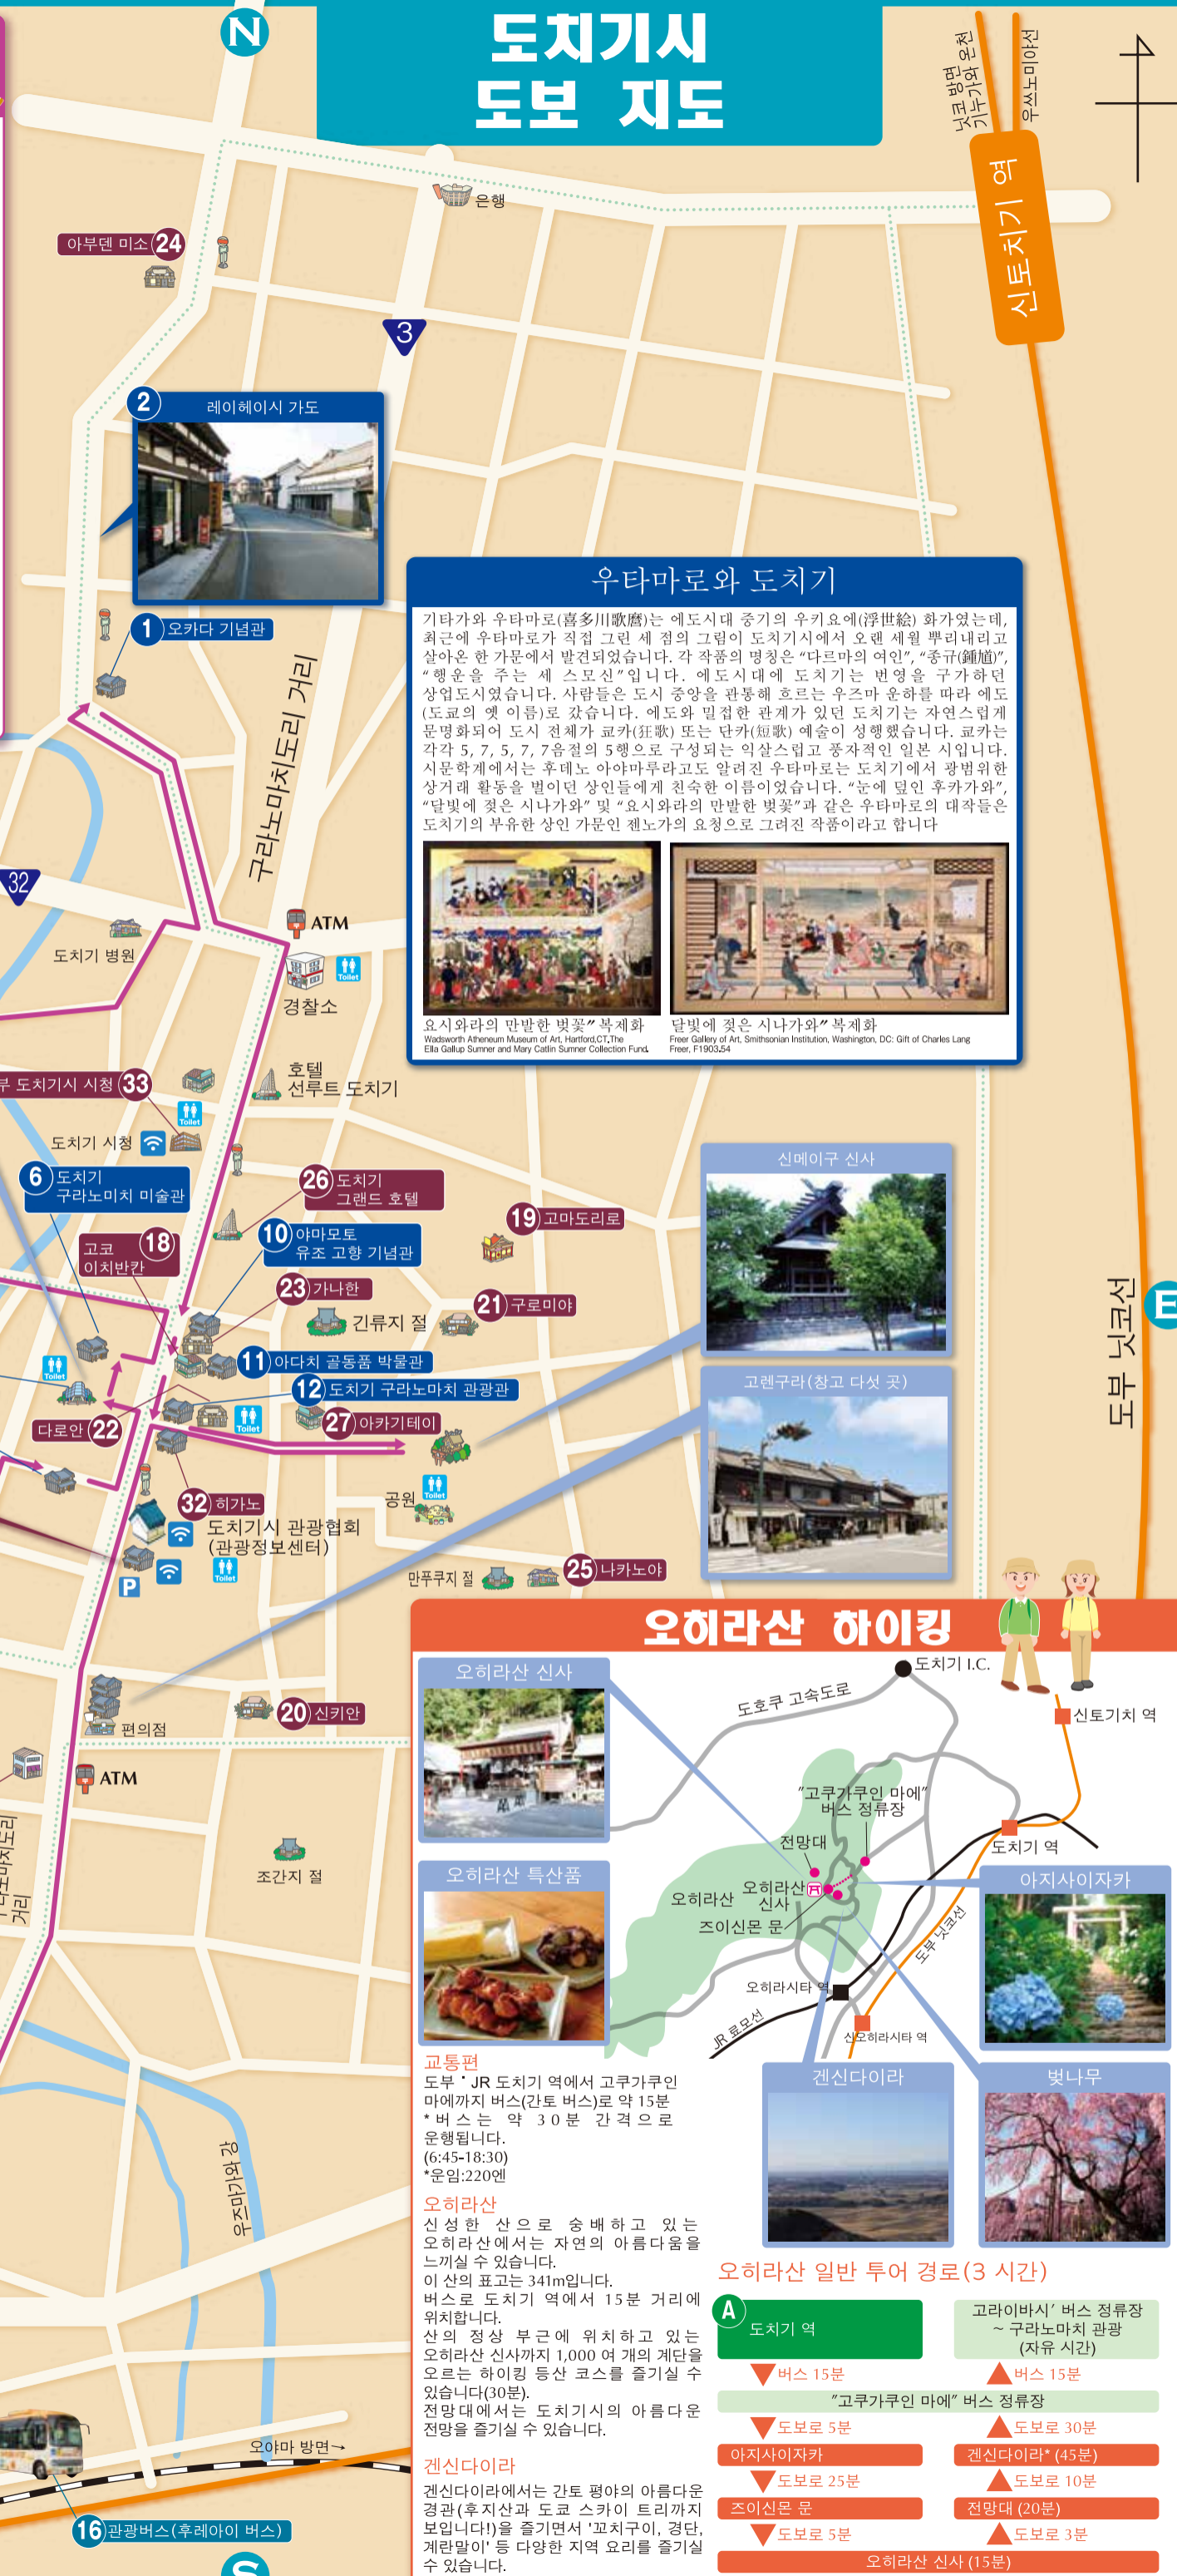 도치기시
도보 지도
N
닛코 방면
기누가와 온천
우쓰노미야선
신토치기 역
은행
아부덴 미소 24
3
2 레이헤이시 가도
1 오카다 기념관
구라노마치도리 거리
우타마로와 도치기
기타가와 우타마로(喜多川歌麿)는 에도시대 중기의 우키요에(浮世絵) 화가였는데,
최근에 우타마로가 직접 그린 세 점의 그림이 도치기시에서 오랜 세월 뿌리내리고
살아온 한 가문에서 발견되었습니다. 각 작품의 명칭은 “다르마의 여인”, “종규(鍾馗)”,
“행운을 주는 세 스모신”입니다. 에도시대에 도치기는 번영을 구가하던
상업도시였습니다. 사람들은 도시 중앙을 관통해 흐르는 우즈마 운하를 따라 에도
(도쿄의 옛 이름)로 갔습니다. 에도와 밀접한 관계가 있던 도치기는 자연스럽게
문명화되어 도시 전체가 쿄카(狂歌) 또는 단카(短歌) 예술이 성행했습니다. 쿄카는
각각 5, 7, 5, 7, 7음절의 5행으로 구성되는 익살스럽고 풍자적인 일본 시입니다.
시문학계에서는 후데노 아야마루라고도 알려진 우타마로는 도치기에서 광범위한
상거래 활동을 벌이던 상인들에게 친숙한 이름이었습니다. “눈에 덮인 후카가와”,
“달빛에 젖은 시나가와” 및 “요시와라의 만발한 벚꽃”과 같은 우타마로의 대작들은
도치기의 부유한 상인 가문인 젠노가의 요청으로 그려진 작품이라고 합니다
요시와라의 만발한 벚꽃” 복제화
Wadsworth Atheneum Museum of Art, Hartford,CT,The
Ella Gallup Sumner and Mary Catlin Sumner Collection Fund.
달빛에 젖은 시나가와” 복제화
Freer Gallery of Art, Smithsonian Institution, Washington, DC: Gift of Charles Lang
Freer, F1903.54
32
ATM
도치기 병원
Toilet
경찰소
호텔
선루트 도치기
부 도치기시 시청 33
Toilet
도치기 시청
6 도치기
구라노미치 미술관
26 도치기
그랜드 호텔
신메이구 신사
19 고마도리로
10 야마모토
유조 고향 기념관
고코 18
이치반칸
23 가나한
21 구로미야
긴류지 절
E
도부 닛코선
11 아다치 골동품 박물관
Toilet
12 도치기 구라노마치 관광관
고렌구라(창고 다섯 곳)
다로안 22
Toilet
27 아카기테이
공원
Toilet
32 히가노
도치기시 관광협회
(관광정보센터)
P
Toilet
만푸쿠지 절
25 나카노야
오히라산 하이킹
오히라산 신사
도치기 I.C.
도호쿠 고속도로
신토기치 역
20 신키안
편의점
ATM
”고쿠가쿠인 마에”
버스 정류장
전망대
도치기 역
조간지 절
오히라산 특산품
오히라산
오히라산
신사
즈이신몬 문
아지사이자카
도부 닛코선
오히라시타 역
JR 료모선
신오히라시타 역
거리
교통편
도부・JR 도치기 역에서 고쿠가쿠인
마에까지 버스(간토 버스)로 약 15분
*버스는 약 30분 간격으로
운행됩니다.
(6:45-18:30)
*운임:220엔
겐신다이라
벚나무
우즈마가와 강
오히라산
신성한 산으로 숭배하고 있는
오히라산에서는 자연의 아름다움을
느끼실 수 있습니다.
이 산의 표고는 341m입니다.
버스로 도치기 역에서 15분 거리에
위치합니다.
산의 정상 부근에 위치하고 있는
오히라산 신사까지 1,000 여 개의 계단을
오르는 하이킹 등산 코스를 즐기실 수
있습니다(30분).
전망대에서는 도치기시의 아름다운
전망을 즐기실 수 있습니다.
겐신다이라
겐신다이라에서는 간토 평야의 아름다운
경관(후지산과 도쿄 스카이 트리까지
보입니다!)을 즐기면서 '꼬치구이, 경단,
계란말이' 등 다양한 지역 요리를 즐기실
수 있습니다.
오히라산 일반 투어 경로(3 시간)
A 도치기 역
고라이바시′ 버스 정류장
~ 구라노마치 관광
(자유 시간)
버스 15분
버스 15분
”고쿠가쿠인 마에” 버스 정류장
도보로 5분
도보로 30분
아지사이자카
겐신다이라* (45분)
도보로 25분
도보로 10분
즈이신몬 문
전망대 (20분)
도보로 5분
도보로 3분
오히라산 신사 (15분)
오야마 방면→
16 관광버스(후레아이 버스)
S